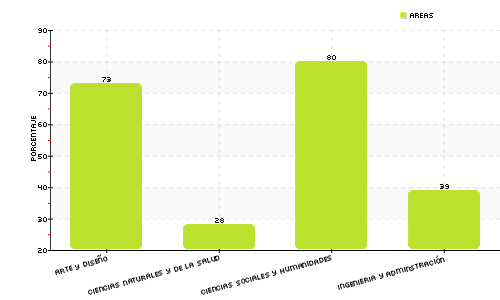 AREAS
PORCENTAJE
90
80
70
60
50
40
30
20
73
28
80
39
ARTE Y DISEÑO
CIENCIAS NATURALES Y DE LA SALUD
CIENCIAS SOCIALES Y HUMANIDADES
INGENIERIA Y ADMINSTRACIÓN